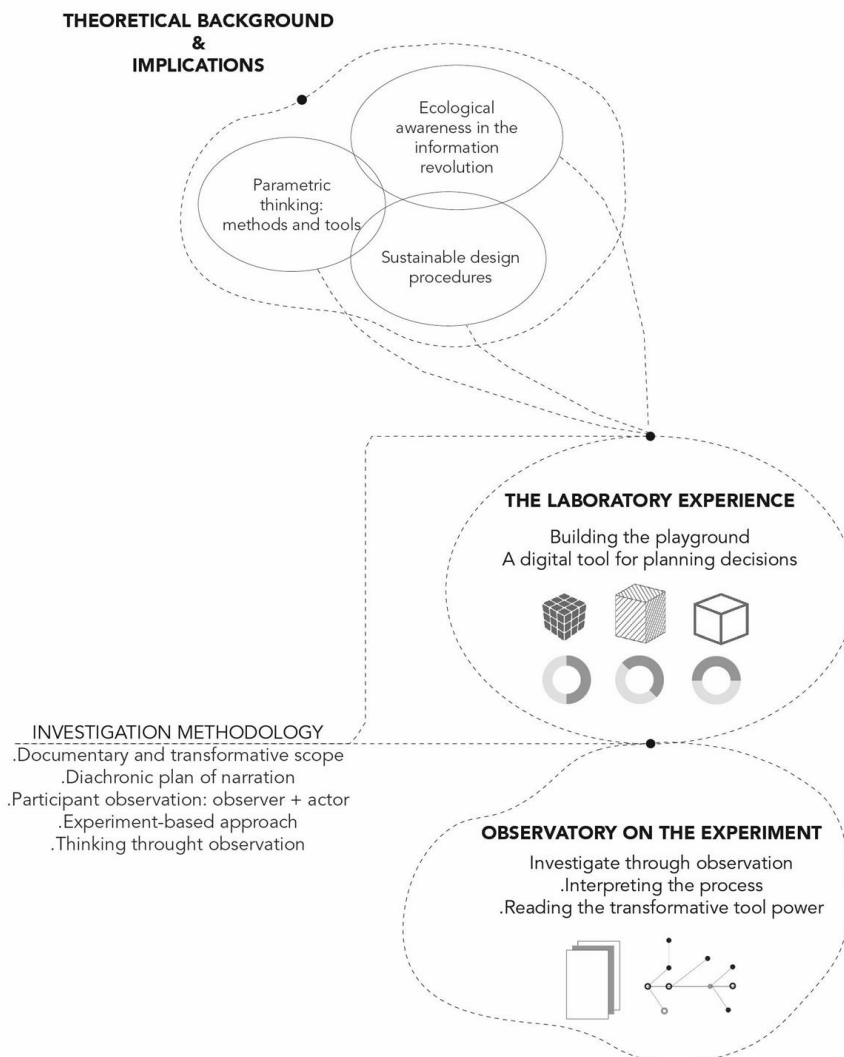 THEORETICAL BACKGROUND
&
IMPLICATIONS
Ecological
awareness in the
information
revolution
Parametric
thinking:
methods and tools
Sustainable design
procedures
THE LABORATORY EXPERIENCE
Building the playground
A digital tool for planning decisions
INVESTIGATION METHODOLOGY
.Documentary and transformative scope
.Diachronic plan of narration
.Participant observation: observer + actor
.Experiment-based approach
.Thinking throught observation
OBSERVATORY ON THE EXPERIMENT
Investigate through observation
.Interpreting the process
.Reading the transformative tool power